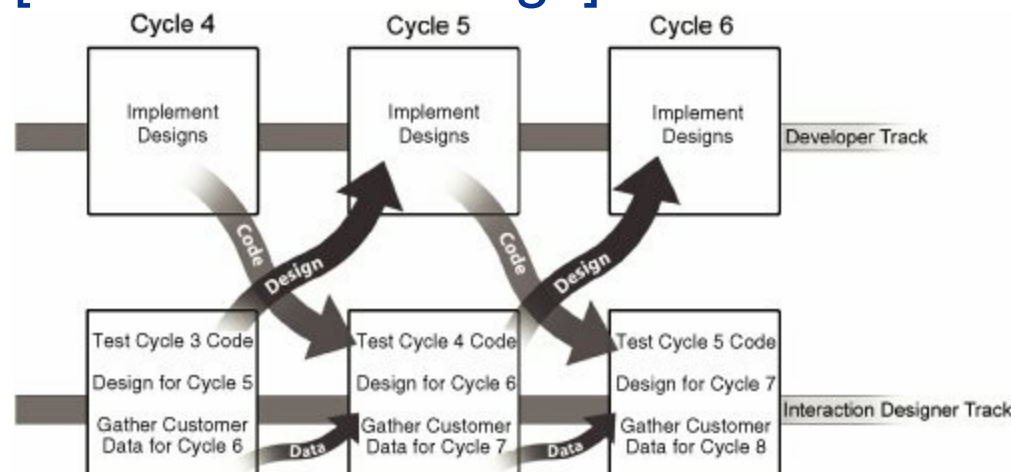 Cycle 4
Cycle 5
Cycle 6
Implement
Designs
Implement
Designs
Implement
Designs
Developer Track
Code
Design
Code
Design
Test Cycle 3 Code
Design for Cycle 5
Gather Customer
Data for Cycle 6
Data
Test Cycle 4 Code
Design for Cycle 6
Gather Customer
Data for Cycle 7
Data
Test Cycle 5 Code
Design for Cycle 7
Gather Customer
Data for Cycle 8
Interaction Designer Track